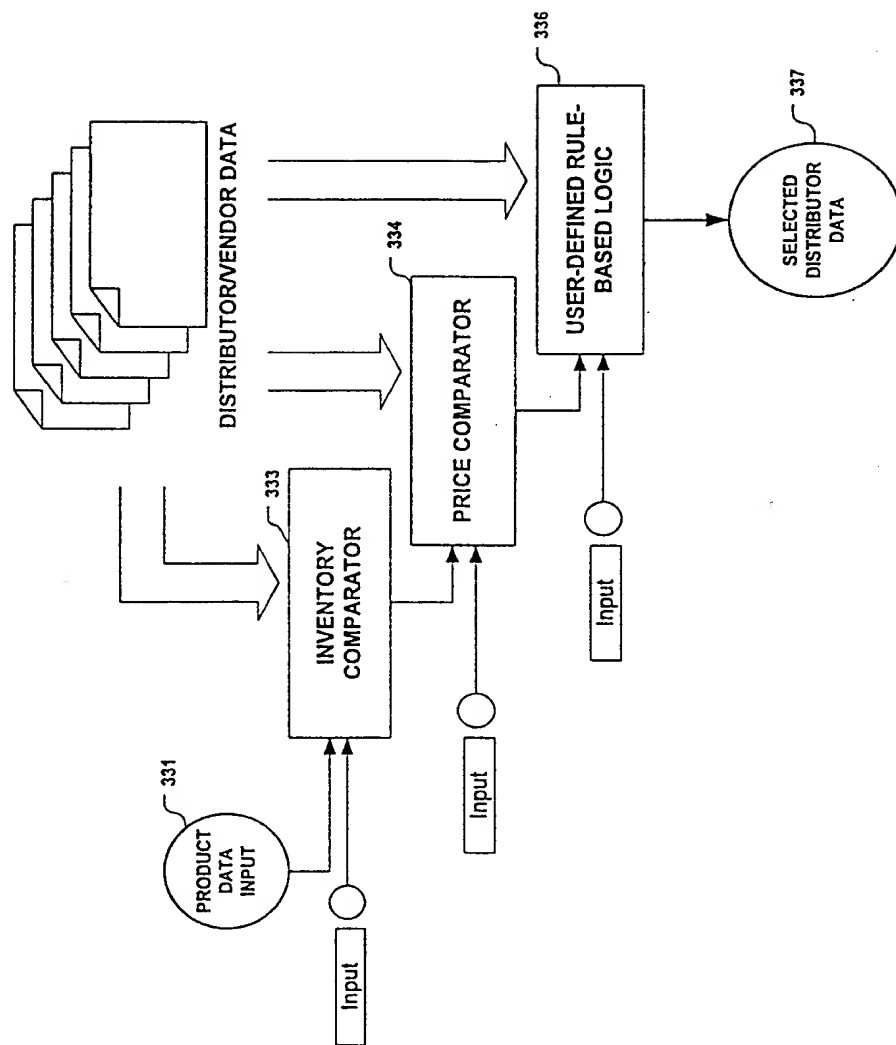 DISTRIBUTOR/VENDOR DATA
331
PRODUCT
DATA
INPUT
Input
333
INVENTORY
COMPARATOR
Input
334
PRICE COMPARATOR
Input
336
USER-DEFINED RULE-
BASED LOGIC
337
SELECTED
DISTRIBUTOR
DATA